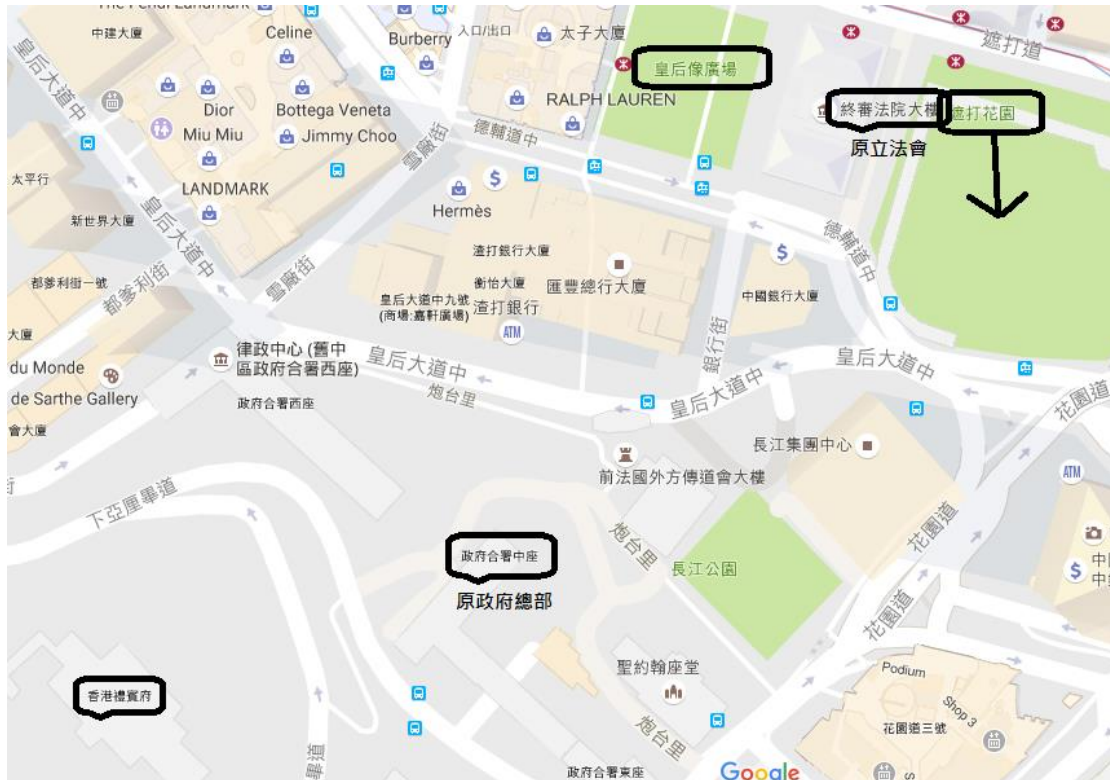 The Penal Landmark
中建大廈
Celine
Burberry
入口/出口
太子大廈
皇后像廣場
遮打道
皇后大道中
Dior
Bottega Veneta
RALPH LAUREN
終審法院大樓
遮打花園
Miu Miu
Jimmy Choo
雪廠街
德輔道中
原立法會
太平行
LANDMARK
Hermès
新世界大廈
皇后大道中
渣打銀行大廈
德輔道中
都爹利街一號
都爹利街
雪廠街
衡怡大廈
匯豐總行大廈
中國銀行大廈
皇后大道中九號
(商場:嘉軒廣場)
渣打銀行
ATM
銀行街
大廈
律政中心 (舊中
區政府合署西座)
皇后大道中
皇后大道中
du Monde
de Sarthe Gallery
政府合署西座
炮台里
皇后大道中
花園道
會大廈
長江集團中心
前法國外方傳道會大樓
ATM
街
下亞厘畢道
炮台里
花園道
政府合署中座
長江公園
原政府總部
花園道
聖約翰座堂
Podium
香港禮賓府
Shop 3
炮台里
花園道三號
畢道
政府合署東座
Google